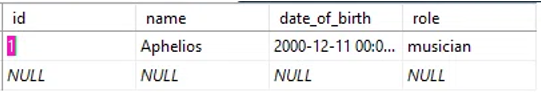 id name date_of_birth role
1 Aphelios 2000-12-11 00:0... musician
NULL NULL NULL NULL